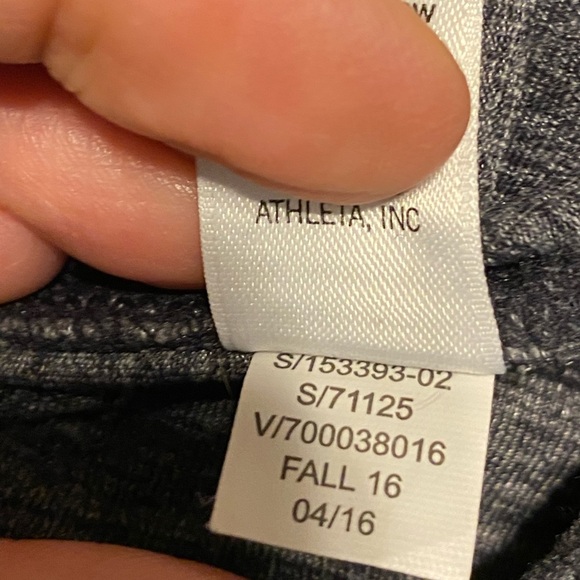 ATHLETA, INC
S/153393-02
S/71125
V/700038016
FALL 16
04/16